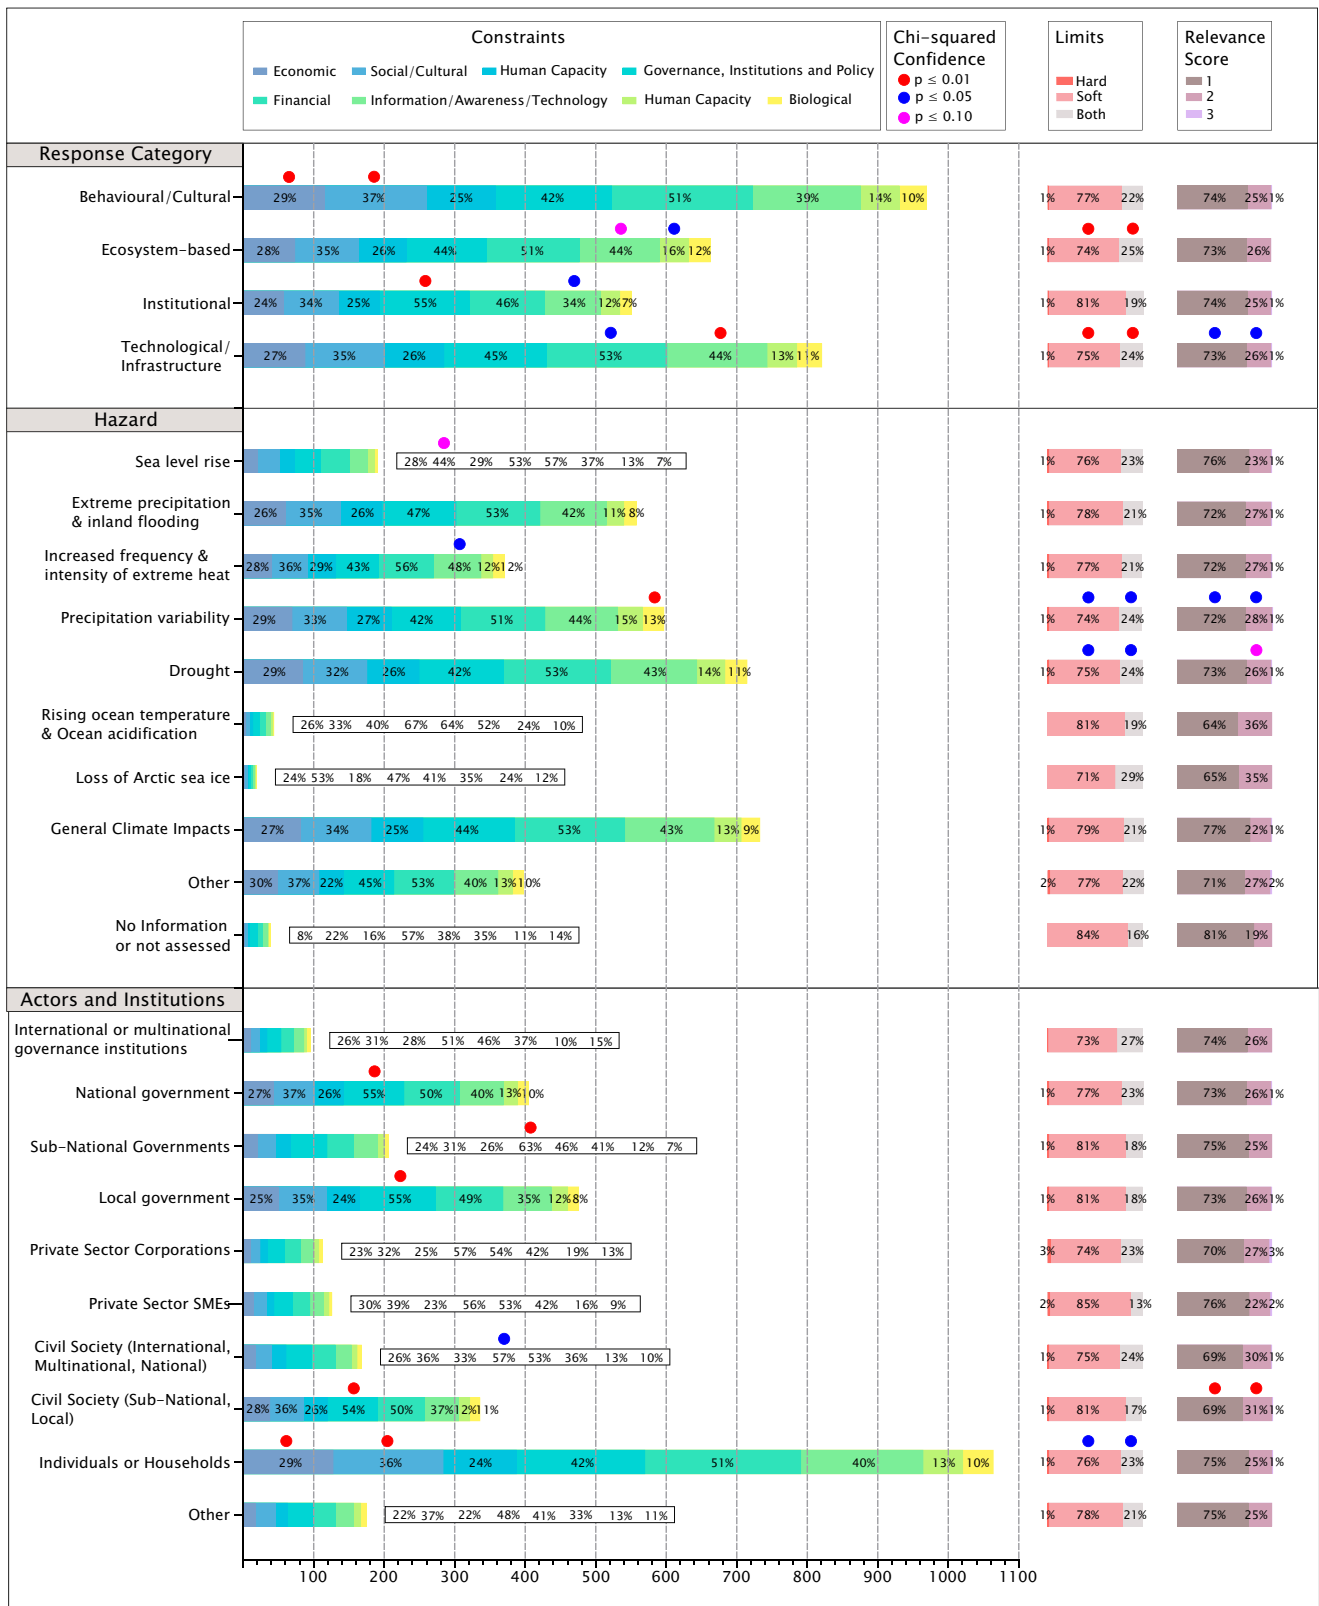 Constraints
Economic Social/Cultural Human Capacity Governance, Institutions and Policy
Financial Information/Awareness/Technology Human Capacity Biological
Chi-squared
Confidence
p ≤ 0.01
p ≤ 0.05
p ≤ 0.10
Limits
Hard
Soft
Both
Relevance
Score
1
2
3
Response Category
Behavioural/Cultural 29% 37% 25% 42% 51% 39% 14% 10% 1% 77% 22% 74% 25% 1%
Ecosystem-based 28% 35% 26% 44% 51% 44% 16% 12% 1% 74% 25% 73% 26%
Institutional 24% 34% 25% 55% 46% 34% 12% 7% 1% 81% 19% 74% 25% 1%
Technological/
Infrastructure 27% 35% 26% 45% 53% 44% 13% 11% 1% 75% 24% 73% 26% 1%
Hazard
Sea level rise 28% 44% 29% 53% 57% 37% 13% 7% 1% 76% 23% 76% 23% 1%
Extreme precipitation
& inland flooding 26% 35% 26% 47% 53% 42% 11% 8% 1% 78% 21% 72% 27% 1%
Increased frequency &
intensity of extreme heat 28% 36% 29% 43% 56% 48% 12% 12% 1% 77% 21% 72% 27% 1%
Precipitation variability 29% 33% 27% 42% 51% 44% 15% 13% 1% 74% 24% 72% 28% 1%
Drought 29% 32% 26% 42% 53% 43% 14% 11% 1% 75% 24% 73% 26% 1%
Rising ocean temperature
& Ocean acidification 26% 33% 40% 67% 64% 52% 24% 10% 81% 19% 64% 36%
Loss of Arctic sea ice 24% 53% 18% 47% 41% 35% 24% 12% 71% 29% 65% 35%
General Climate Impacts 27% 34% 25% 44% 53% 43% 13% 9% 1% 79% 21% 77% 22% 1%
Other 30% 37% 22% 45% 53% 40% 13% 10% 2% 77% 22% 71% 27% 2%
No Information
or not assessed 8% 22% 16% 57% 38% 35% 11% 14% 84% 16% 81% 19%
Actors and Institutions
International or multinational
governance institutions 26% 31% 28% 51% 46% 37% 10% 15% 73% 27% 74% 26%
National government 27% 37% 26% 55% 50% 40% 13% 10% 1% 77% 23% 73% 26% 1%
Sub-National Governments 24% 31% 26% 63% 46% 41% 12% 7% 1% 81% 18% 75% 25%
Local government 25% 35% 24% 55% 49% 35% 12% 8% 1% 81% 18% 73% 26% 1%
Private Sector Corporations 23% 32% 25% 57% 54% 42% 19% 13% 3% 74% 23% 70% 27% 3%
Private Sector SMEs 30% 39% 23% 56% 53% 42% 16% 9% 2% 85% 13% 76% 22% 2%
Civil Society (International,
Multinational, National) 26% 36% 33% 57% 53% 36% 13% 10% 1% 75% 24% 69% 30% 1%
Civil Society (Sub-National,
Local) 28% 36% 26% 54% 50% 37% 12% 11% 1% 81% 17% 69% 31% 1%
Individuals or Households 29% 36% 24% 42% 51% 40% 13% 10% 1% 76% 23% 75% 25% 1%
Other 22% 37% 22% 48% 41% 33% 13% 11% 1% 78% 21% 75% 25%
100 200 300 400 500 600 700 800 900 1000 1100